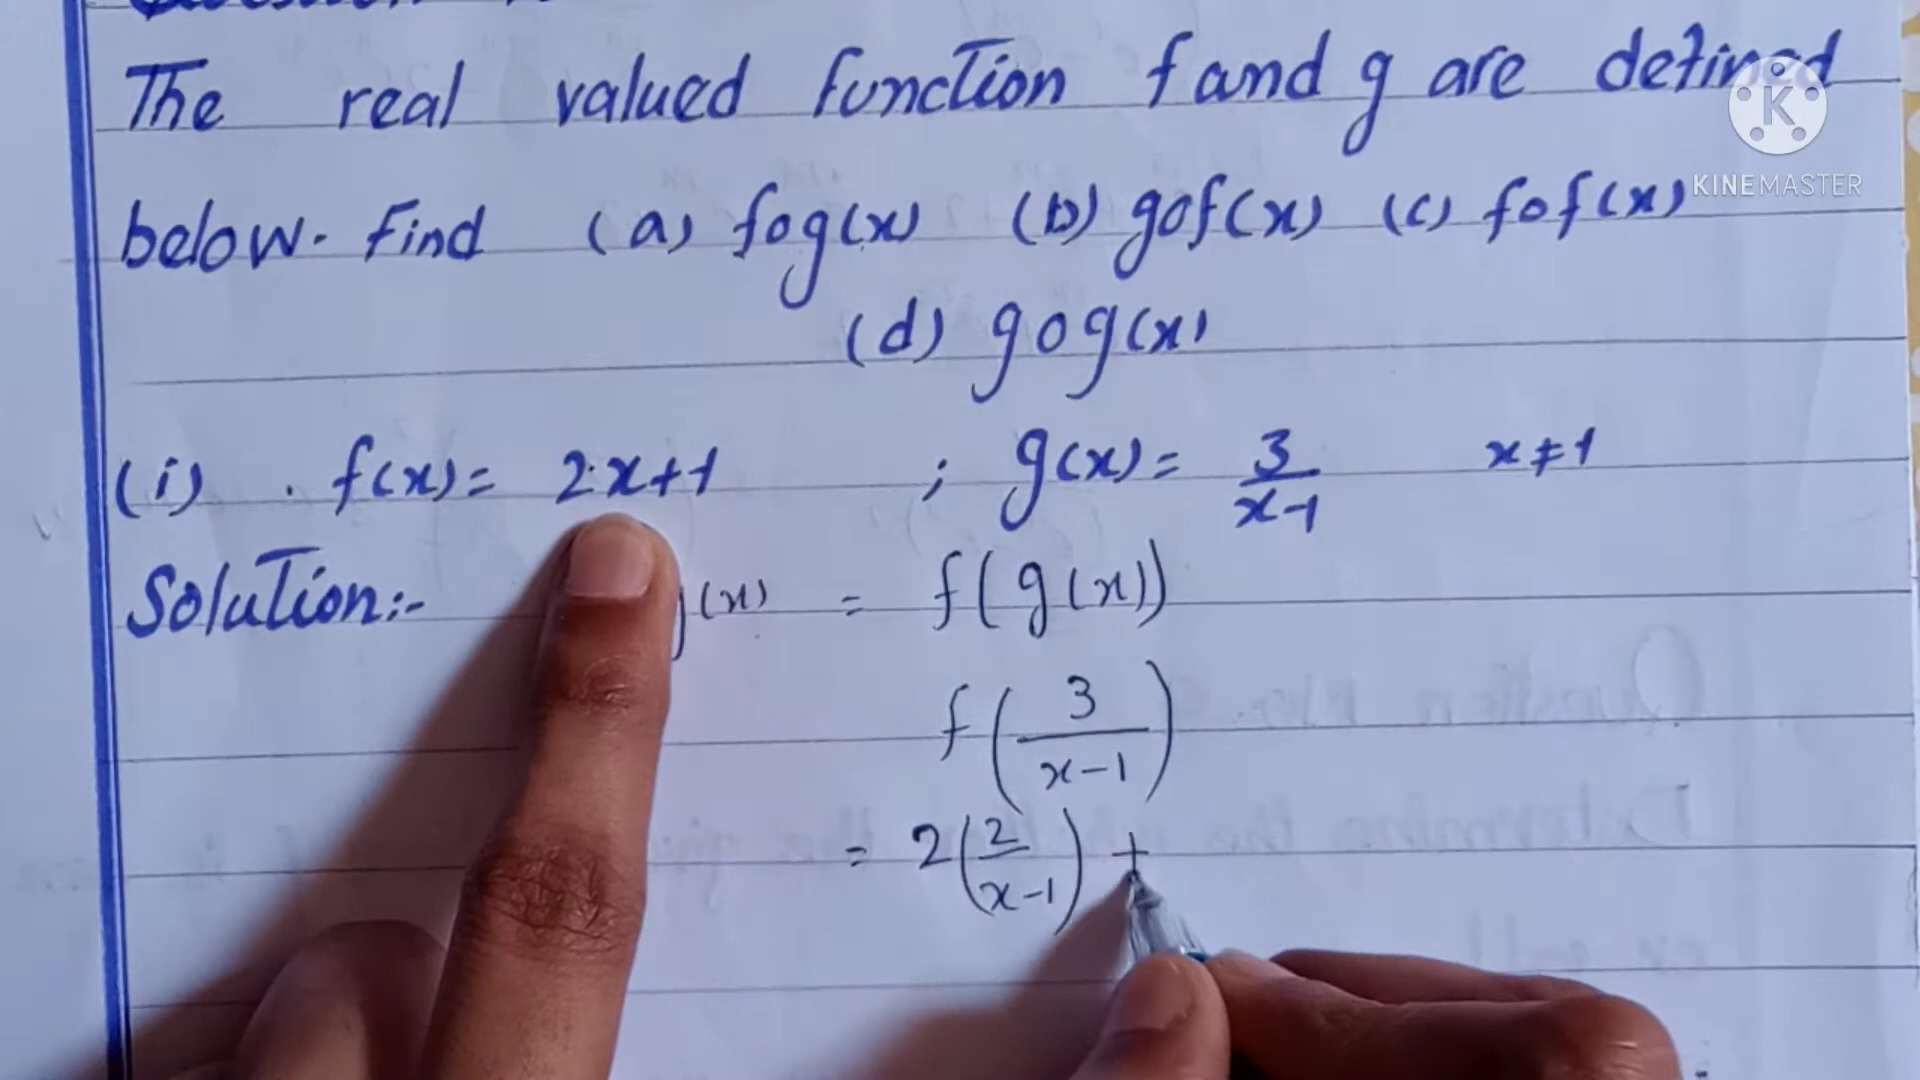 The real valued function f and g are defined
KINEMASTER
below. Find (a) fog(x) (b) gof(x) (c) fof(x)
(d) gog(x)
(i) . f(x) = 2x+1 ; g(x) = 3/(x-1) x≠1
Solution:- g(x) = f(g(x))
f(3/(x-1))
= 2(2/(x-1)) +